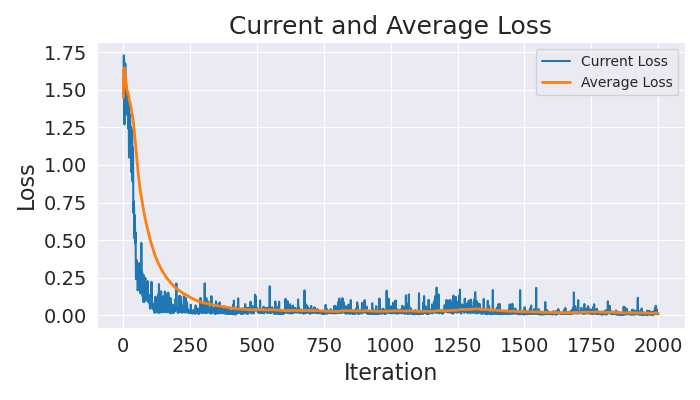 Current and Average Loss
Current Loss
Average Loss
1.75
1.50
1.25
1.00
0.75
0.50
0.25
0.00
Loss
0 250 500 750 1000 1250 1500 1750 2000
Iteration